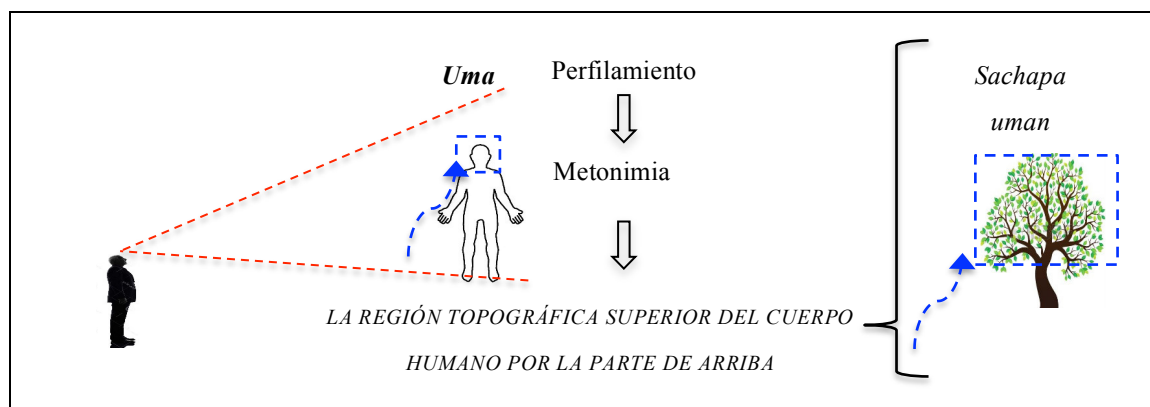 Uma
Perfilamiento
Metonimia
LA REGIÓN TOPOGRÁFICA SUPERIOR DEL CUERPO
HUMANO POR LA PARTE DE ARRIBA
Sachapa
uman